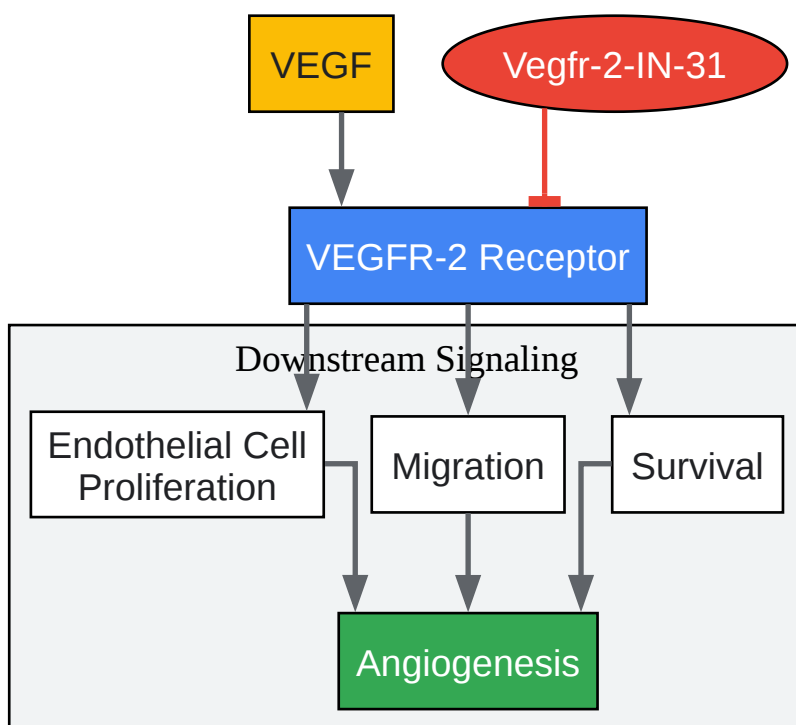 VEGF
Vegfr-2-IN-31
VEGFR-2 Receptor
Downstream Signaling
Endothelial Cell
Proliferation
Migration
Survival
Angiogenesis